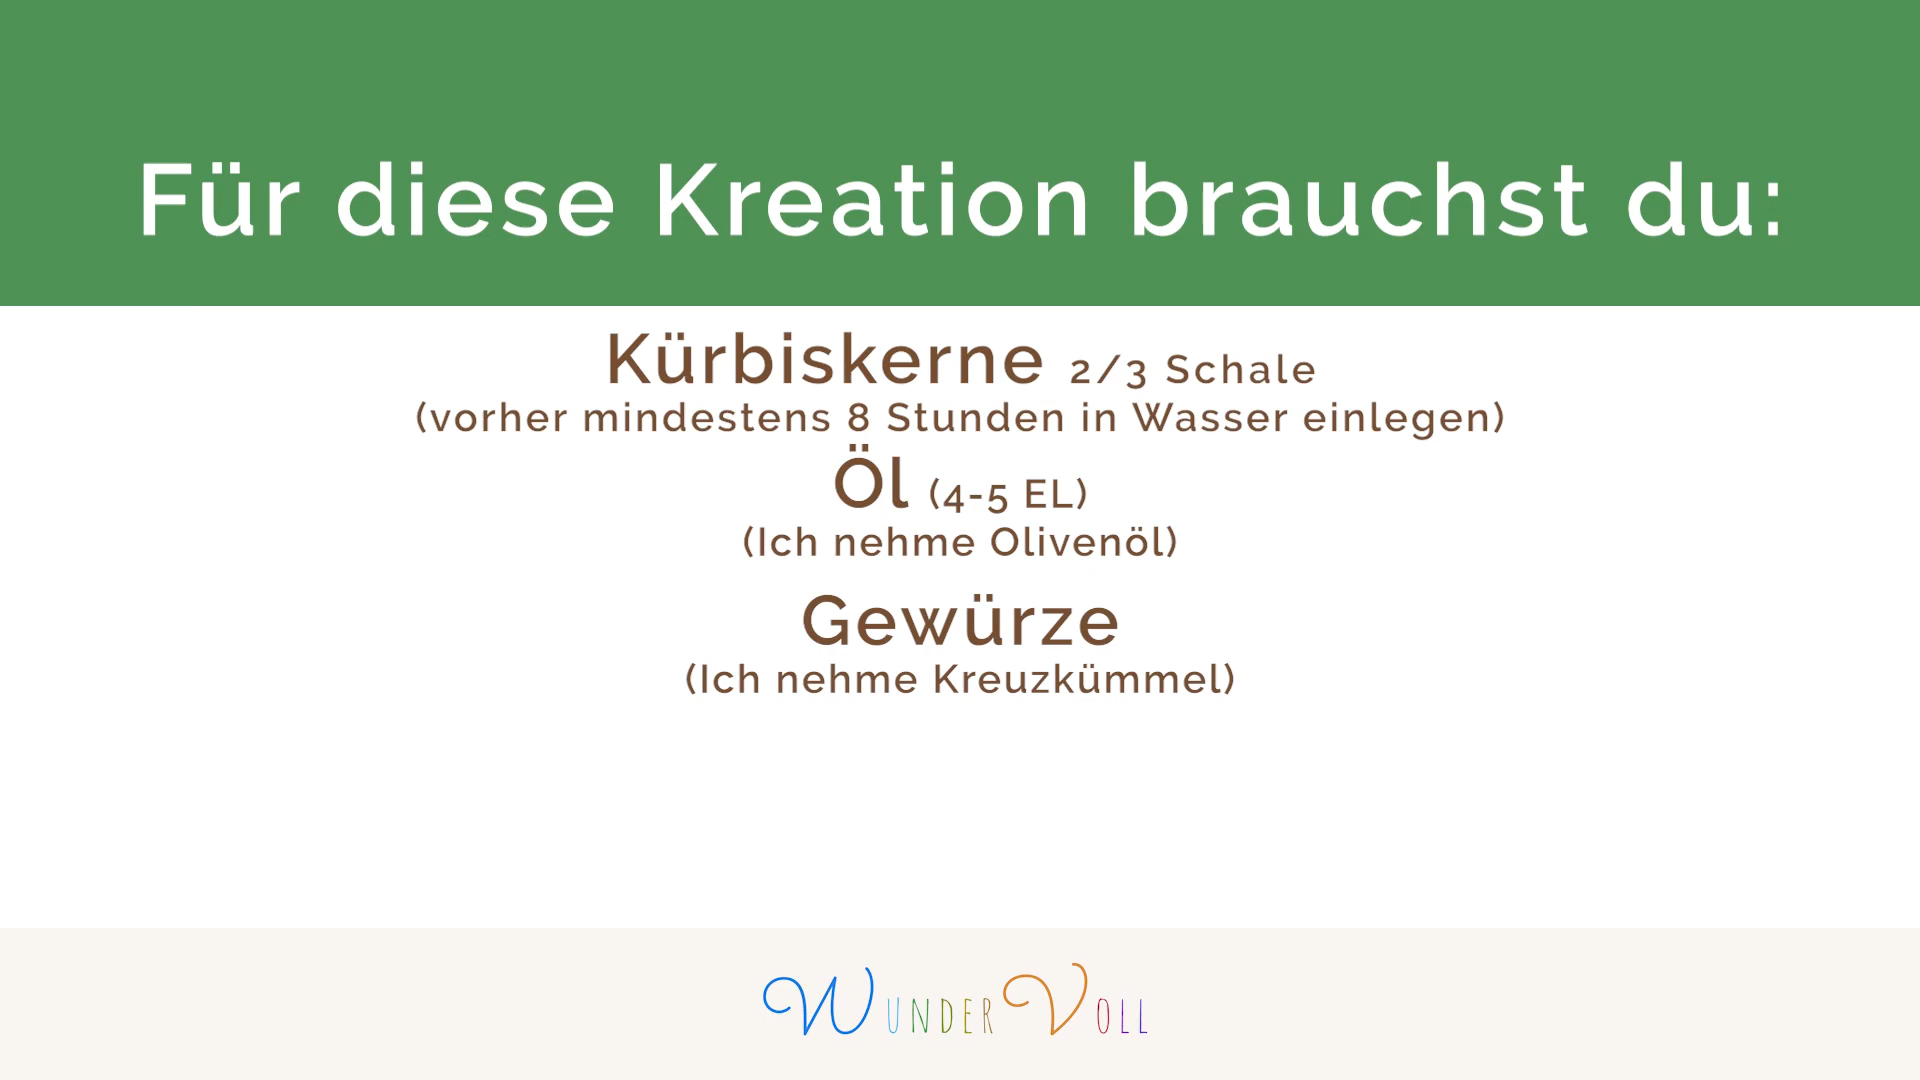 Für diese Kreation brauchst du:
Kürbiskerne 2/3 Schale
(vorher mindestens 8 Stunden in Wasser einlegen)
Öl (4-5 EL)
(Ich nehme Olivenöl)
Gewürze
(Ich nehme Kreuzkümmel)
WUNDERVOLL